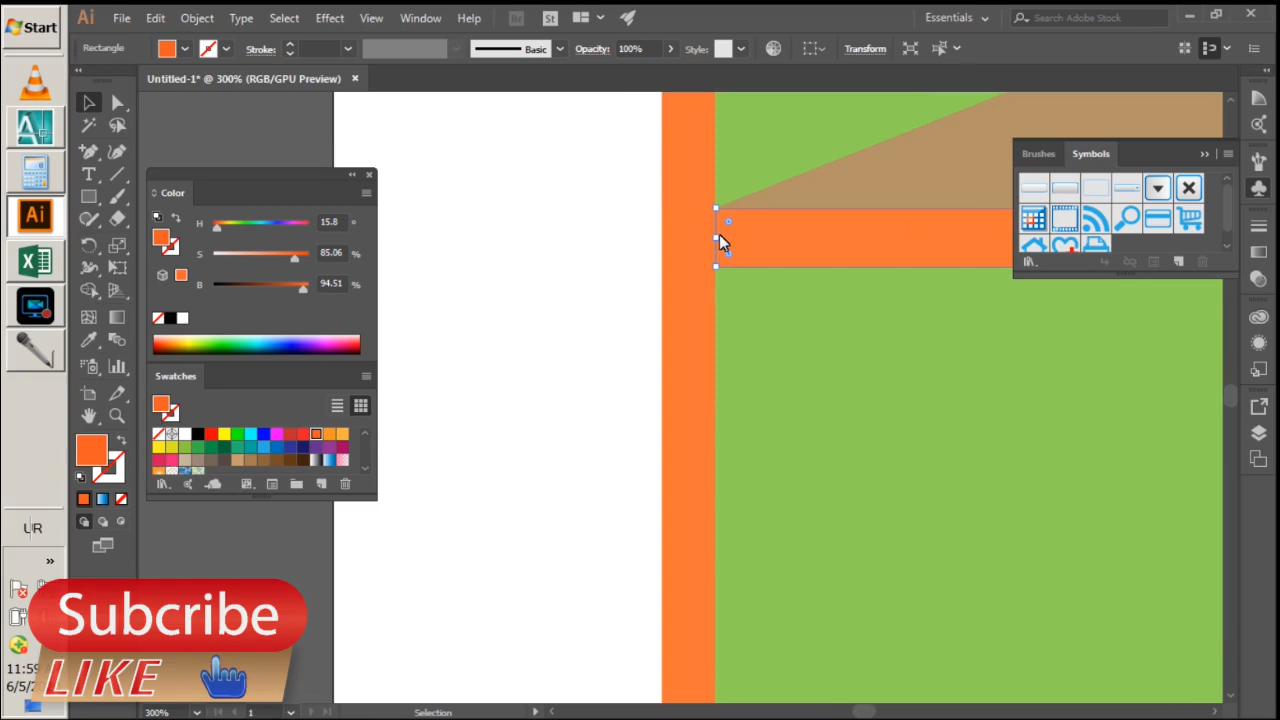 Start
Ai File Edit Object Type Select Effect View Window Help Br St Essentials Search Adobe Stock
Rectangle Stroke: Basic Opacity: 100% Style: Transform
Untitled-1* @ 300% (RGB/GPU Preview)
Brushes Symbols
Color
H 15.8 °
S 85.06 %
B 94.51 %
Swatches
Ai
UR
Subcribe
LIKE
11:59
6/5/2
300% 1 Selection